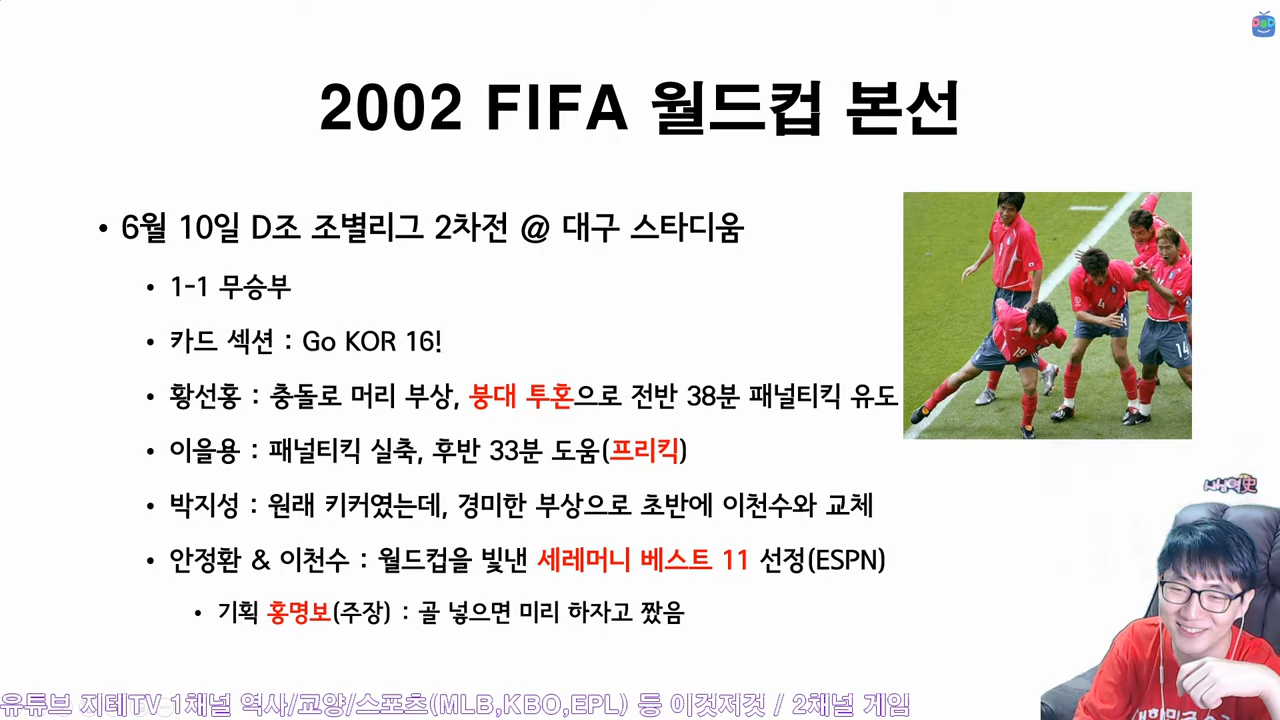 2002 FIFA 월드컵 본선
• 6월 10일 D조 조별리그 2차전 @ 대구 스타디움
• 1-1 무승부
• 카드 섹션 : Go KOR 16!
• 황선홍 : 충돌로 머리 부상, 붕대 투혼으로 전반 38분 패널티킥 유도
• 이을용 : 패널티킥 실축, 후반 33분 도움(프리킥)
• 박지성 : 원래 키커였는데, 경미한 부상으로 초반에 이천수와 교체
• 안정환 & 이천수 : 월드컵을 빛낸 세레머니 베스트 11 선정(ESPN)
• 기획 홍명보(주장) : 골 넣으면 미리 하자고 짰음
19
4
14
대한민국
유튜브 지테TV 1채널 역사/교양/스포츠(MLB,KBO,EPL) 등 이것저것 / 2채널 게임